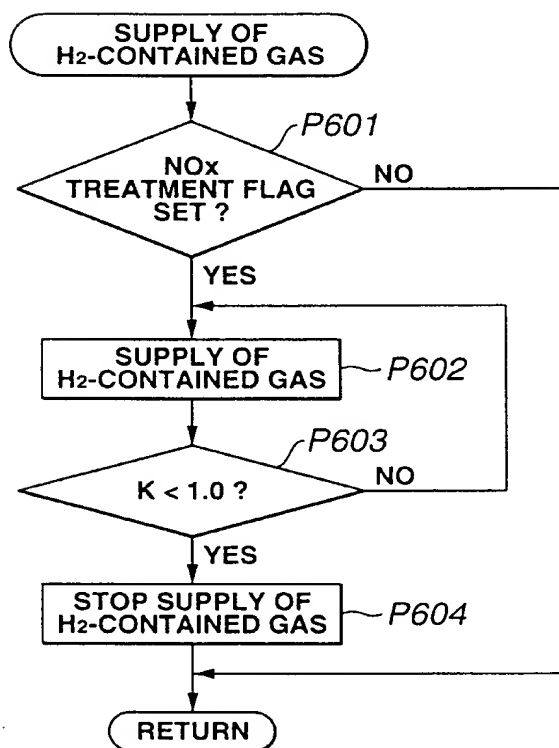 SUPPLY OF
H2-CONTAINED GAS
P601
NOx
TREATMENT FLAG
SET ?
NO
YES
SUPPLY OF
H2-CONTAINED GAS
P602
P603
K < 1.0 ?
NO
YES
STOP SUPPLY OF
H2-CONTAINED GAS
P604
RETURN